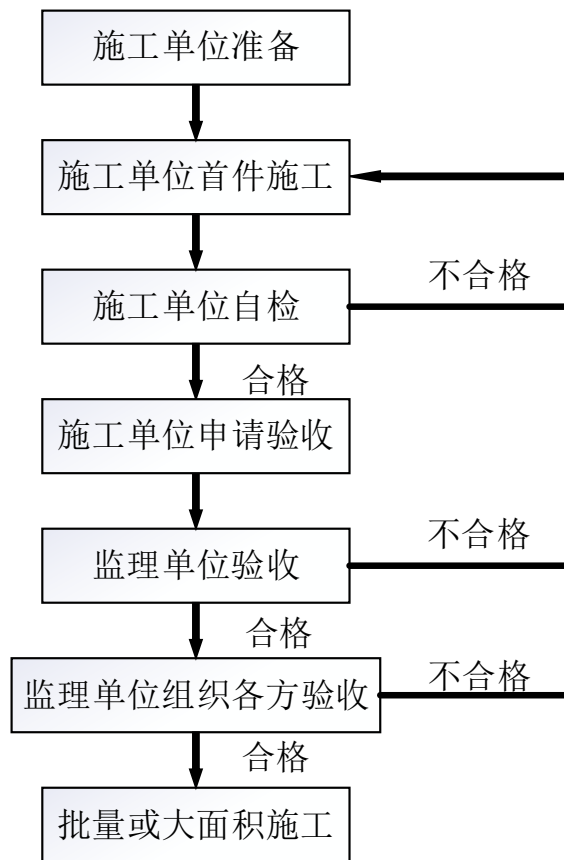 施工单位准备
施工单位首件施工
不合格
施工单位自检
合格
施工单位申请验收
不合格
监理单位验收
合格
不合格
监理单位组织各方验收
合格
批量或大面积施工